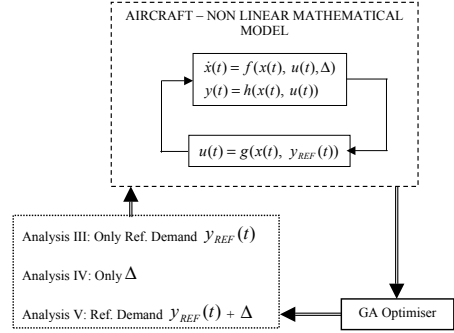 AIRCRAFT – NON LINEAR MATHEMATICAL
MODEL
ẋ(t) = f(x(t), u(t), Δ)
y(t) = h(x(t), u(t))
u(t) = g(x(t), y_REF(t))
Analysis III: Only Ref. Demand y_REF(t)
Analysis IV: Only Δ
Analysis V: Ref. Demand y_REF(t) + Δ
GA Optimiser